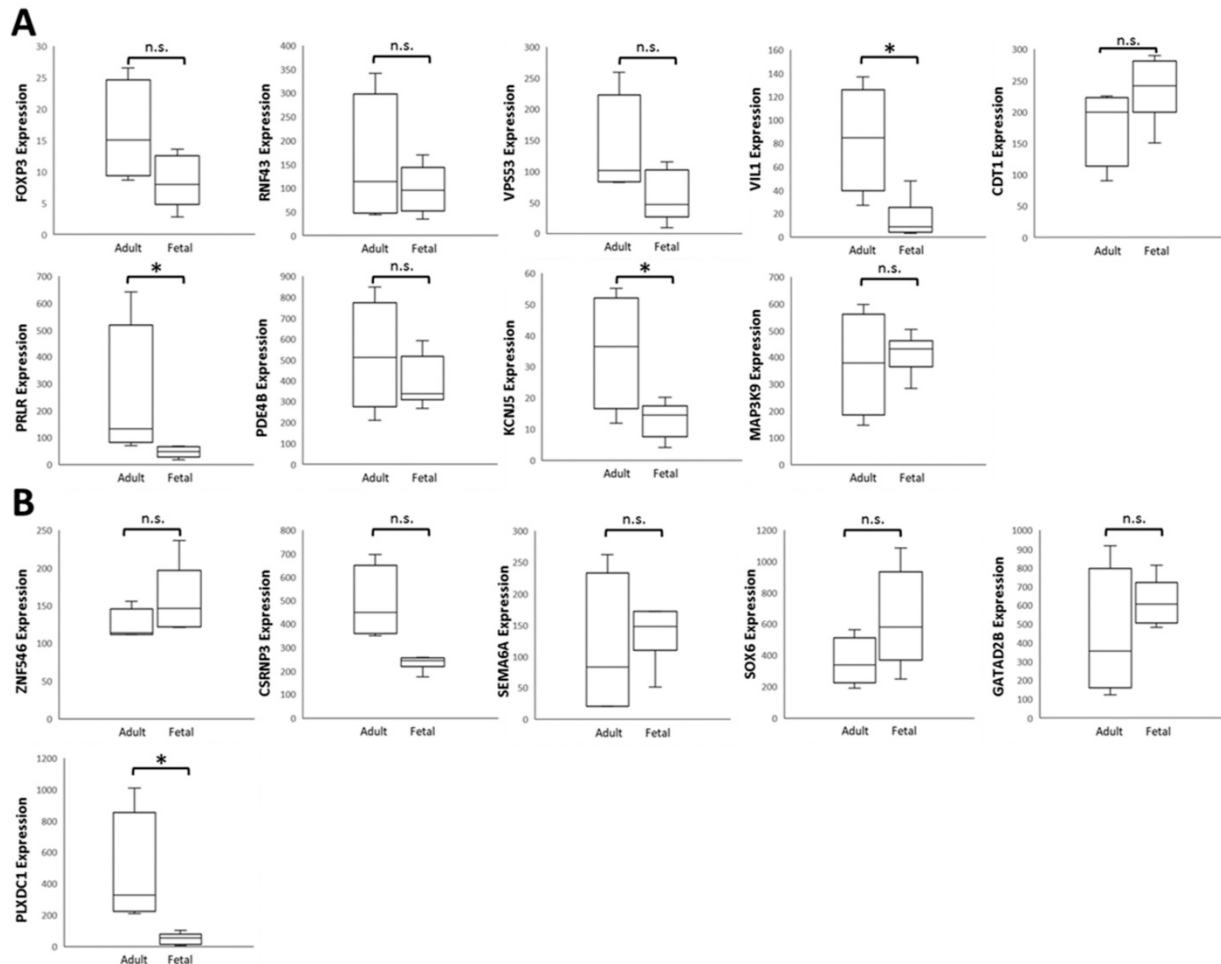 A
n.s.
FOXP3 Expression
30
25
20
15
10
5
0
Adult Fetal
n.s.
RNF43 Expression
400
350
300
250
200
150
100
50
0
Adult Fetal
n.s.
VPS53 Expression
300
250
200
150
100
50
0
Adult Fetal
*
VIL1 Expression
160
140
120
100
80
60
40
20
0
Adult Fetal
n.s.
CDT1 Expression
300
250
200
150
100
50
0
Adult Fetal
*
PRLR Expression
700
600
500
400
300
200
100
0
Adult Fetal
n.s.
PDE4B Expression
900
800
700
600
500
400
300
200
100
0
Adult Fetal
*
KCNJ5 Expression
60
50
40
30
20
10
0
Adult Fetal
n.s.
MAP3K9 Expression
700
600
500
400
300
200
100
0
Adult Fetal
B
n.s.
ZNF546 Expression
250
200
150
100
50
0
Adult Fetal
n.s.
CSRNP3 Expression
800
700
600
500
400
300
200
100
0
Adult Fetal
n.s.
SEMA6A Expression
300
250
200
150
100
50
0
Adult Fetal
n.s.
SOX6 Expression
1200
1000
800
600
400
200
0
Adult Fetal
n.s.
GATAD2B Expression
1000
900
800
700
600
500
400
300
200
100
0
Adult Fetal
*
PLXDC1 Expression
1200
1000
800
600
400
200
0
Adult Fetal